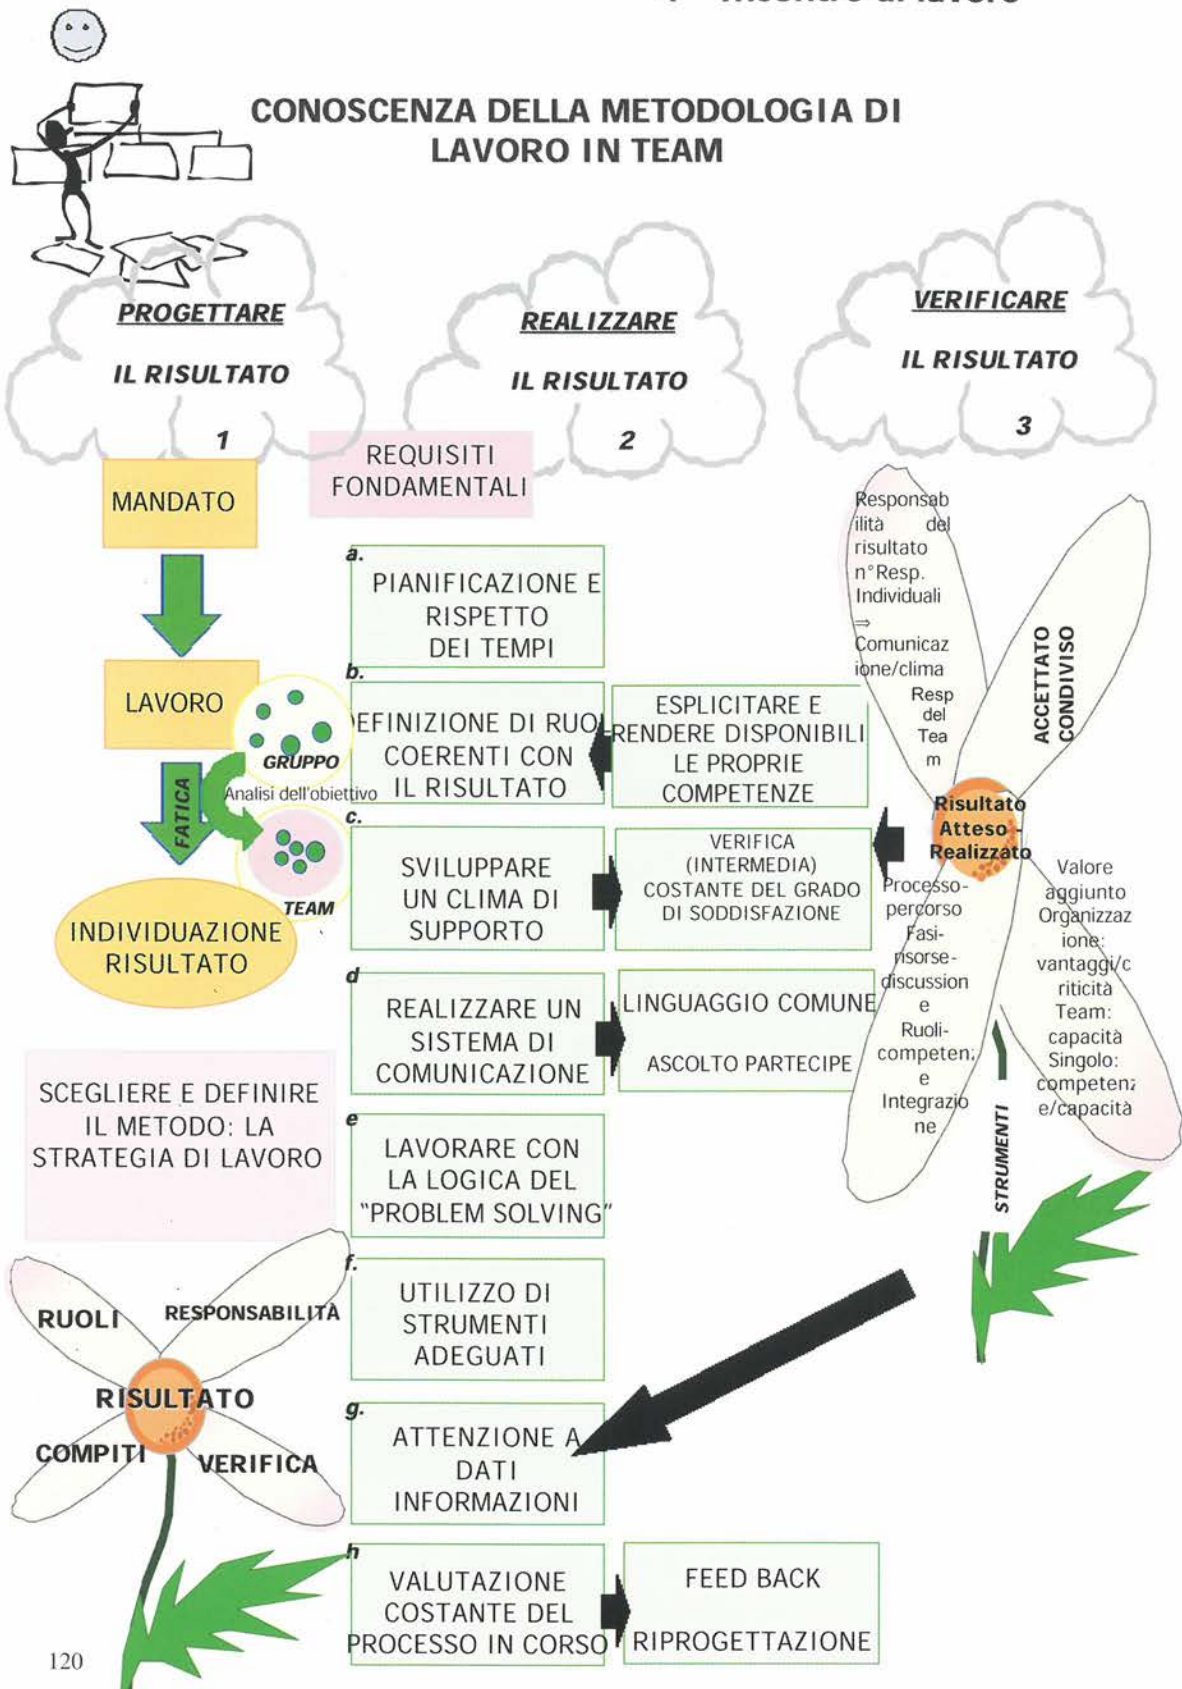 CONOSCENZA DELLA METODOLOGIA DI
LAVORO IN TEAM
PROGETTARE
IL RISULTATO
1
REALIZZARE
IL RISULTATO
2
VERIFICARE
IL RISULTATO
3
MANDATO
LAVORO
FATICA
GRUPPO
Analisi dell'obiettivo
TEAM
INDIVIDUAZIONE
RISULTATO
SCEGLIERE E DEFINIRE
IL METODO: LA
STRATEGIA DI LAVORO
RUOLI
RESPONSABILITÀ
RISULTATO
COMPITI
VERIFICA
REQUISITI
FONDAMENTALI
a.
PIANIFICAZIONE E
RISPETTO
DEI TEMPI
b.
EFINIZIONE DI RUOL
COERENTI CON
IL RISULTATO
ESPLICITARE E
RENDERE DISPONIBILI
LE PROPRIE
COMPETENZE
c.
SVILUPPARE
UN CLIMA DI
SUPPORTO
VERIFICA
(INTERMEDIA)
COSTANTE DEL GRADO
DI SODDISFAZIONE
d
REALIZZARE UN
SISTEMA DI
COMUNICAZIONE
LINGUAGGIO COMUNE
ASCOLTO PARTECIPE
e
LAVORARE CON
LA LOGICA DEL
"PROBLEM SOLVING"
f.
UTILIZZO DI
STRUMENTI
ADEGUATI
g.
ATTENZIONE A
DATI
INFORMAZIONI
h
VALUTAZIONE
COSTANTE DEL
PROCESSO IN CORSO
FEED BACK
RIPROGETTAZIONE
Responsab
ilità del
risultato
n°Resp.
Individuali
⇒
Comunicaz
ione/clima
Resp
del
Tea
m
ACCETTATO
CONDIVISO
Risultato
Atteso -
Realizzato
Processo-
percorso
Fasi-
risorse-
discussion
e
Ruoli-
competenz
e
Integrazio
ne
Valore
aggiunto
Organizzaz
ione:
vantaggi/c
riticità
Team:
capacità
Singolo:
competenz
e/capacità
STRUMENTI
120